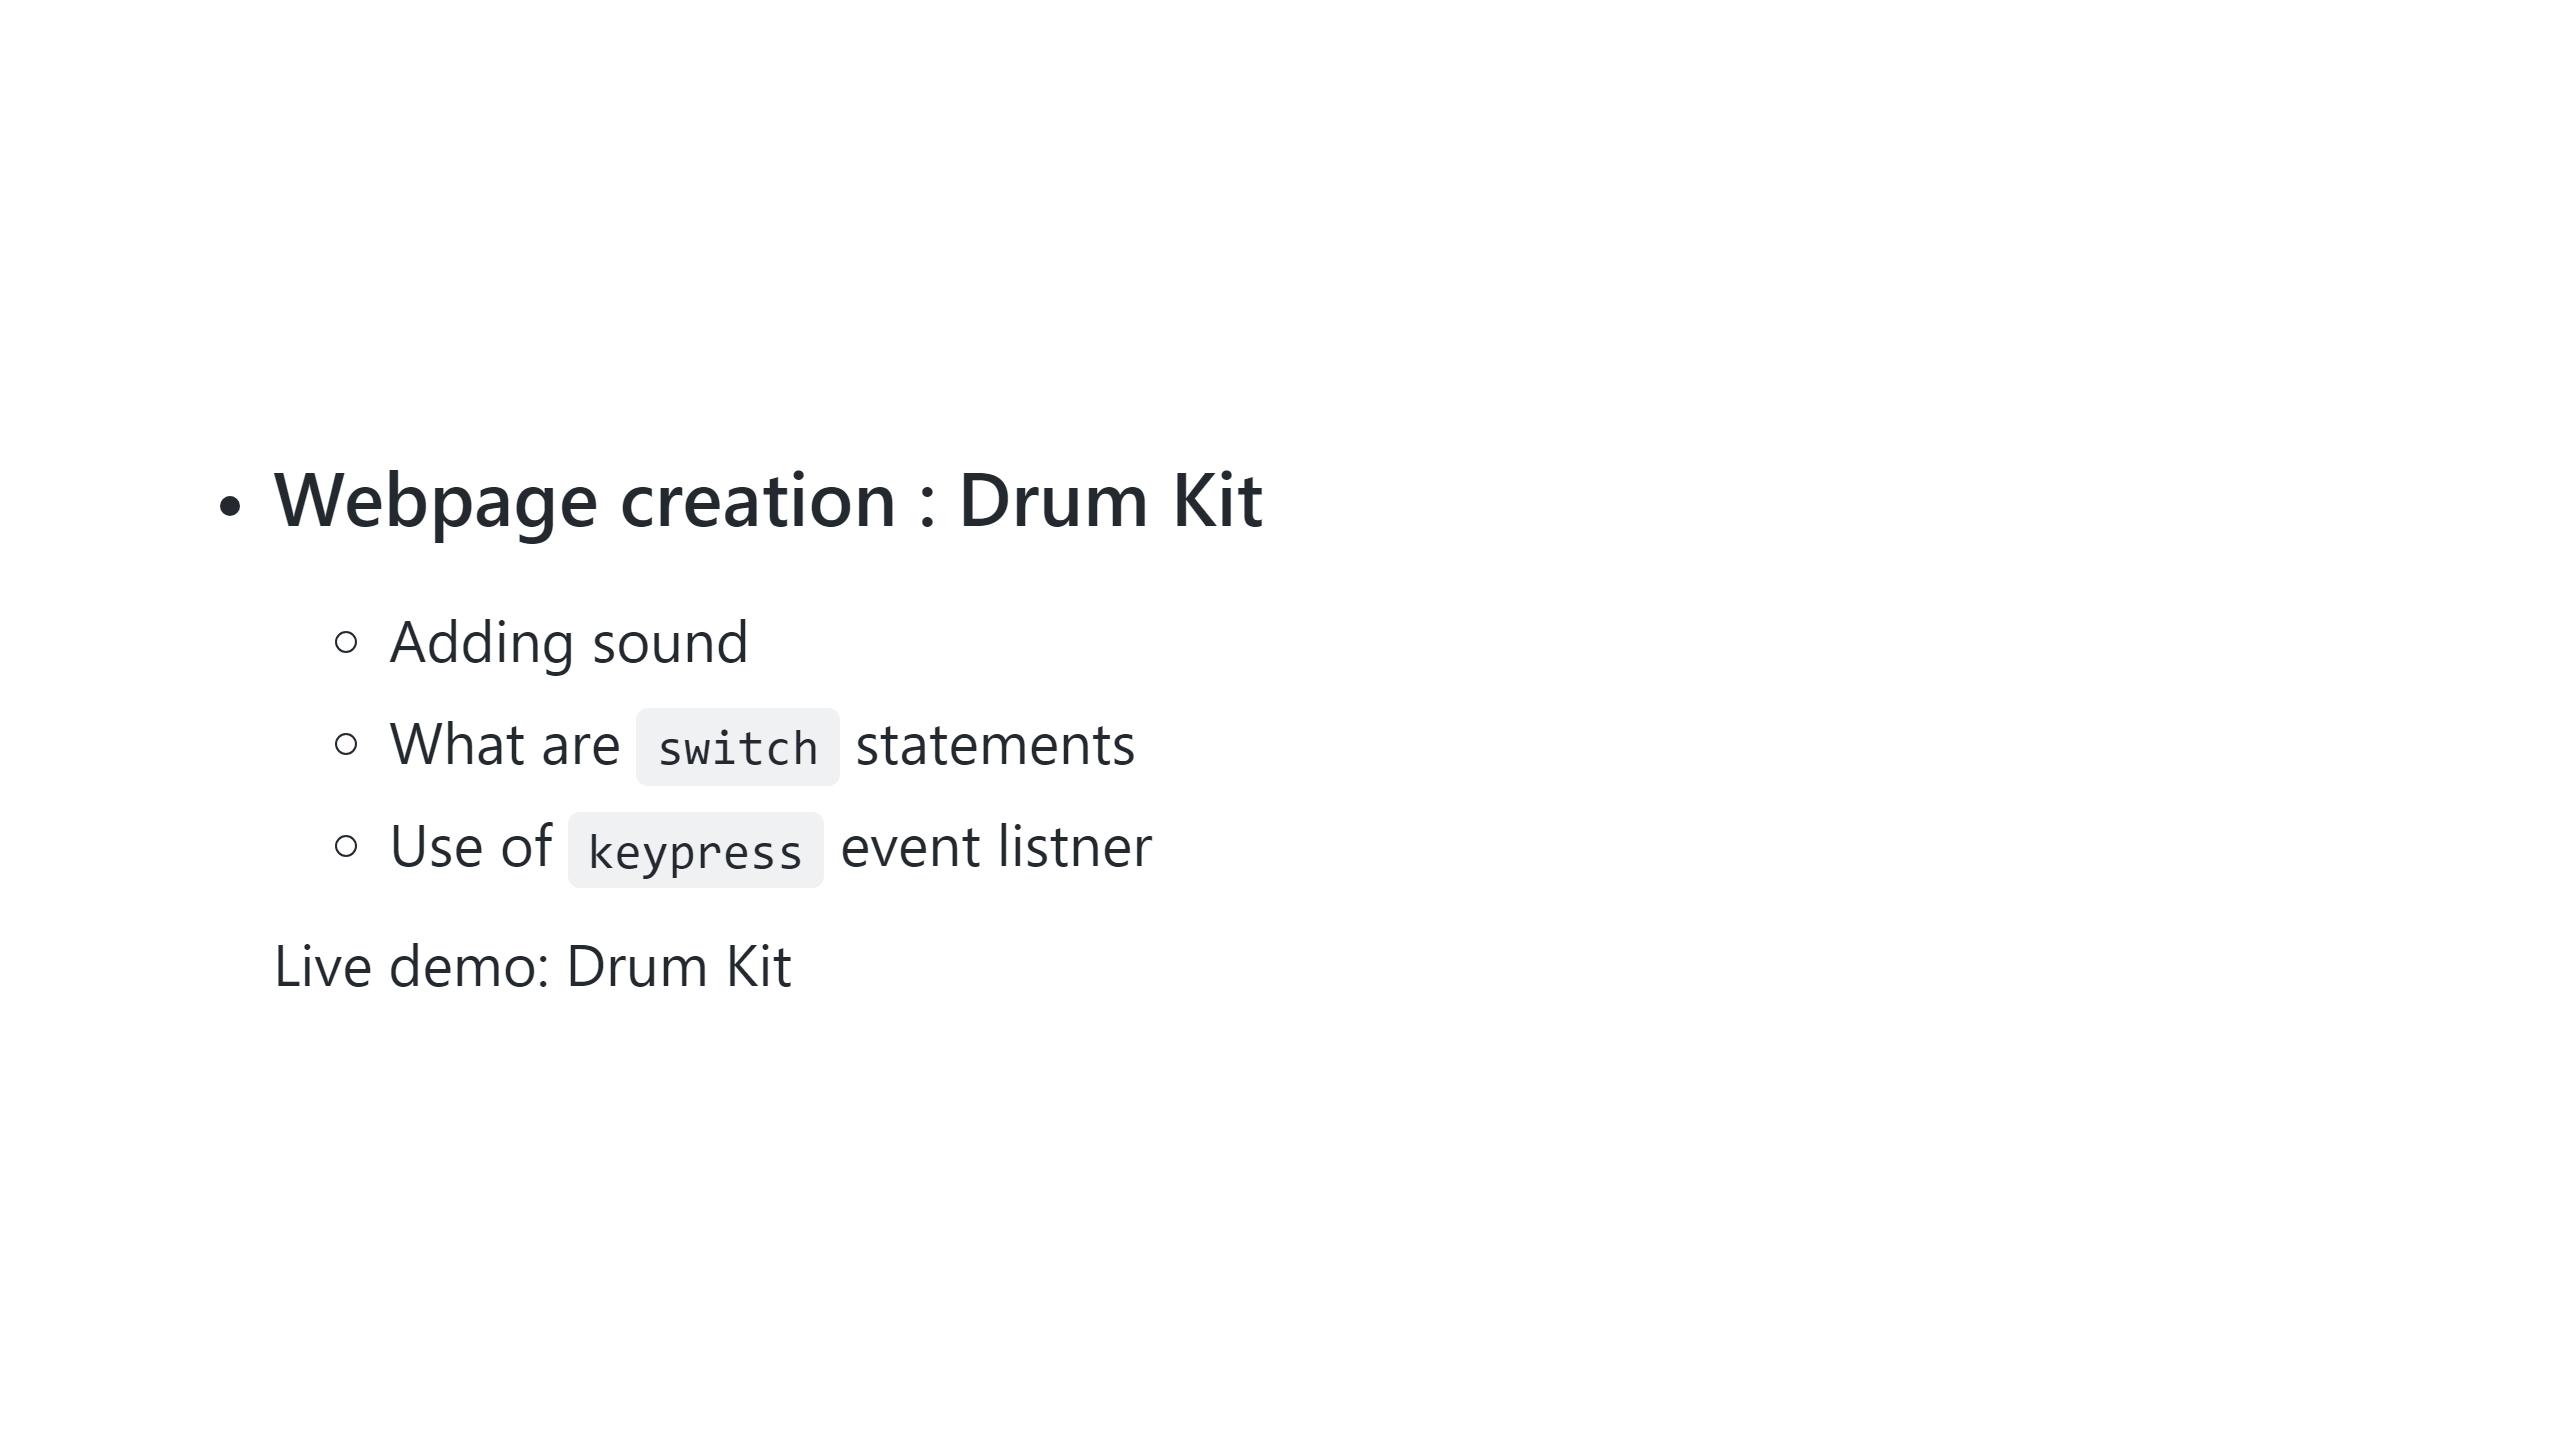 Webpage creation : Drum Kit
Adding sound
What are switch statements
Use of keypress event listner
Live demo: Drum Kit